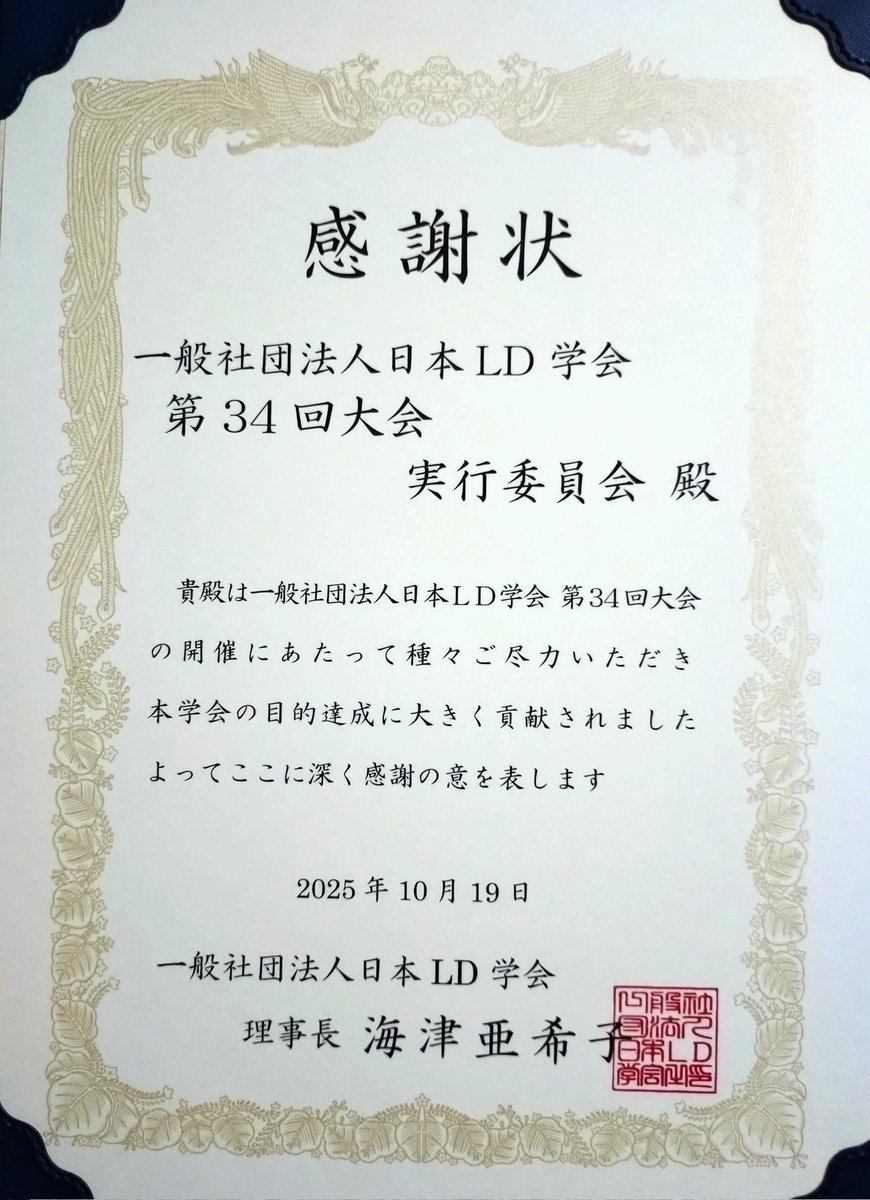 感謝状
一般社団法人日本LD学会
第34回大会
実行委員会 殿
貴殿は一般社団法人日本LD学会 第34回大会
の開催にあたって種々ご尽力いただき
本学会の目的達成に大きく貢献されました
よってここに深く感謝の意を表します
2025年10月19日
一般社団法人日本LD学会
理事長 海津亜希子